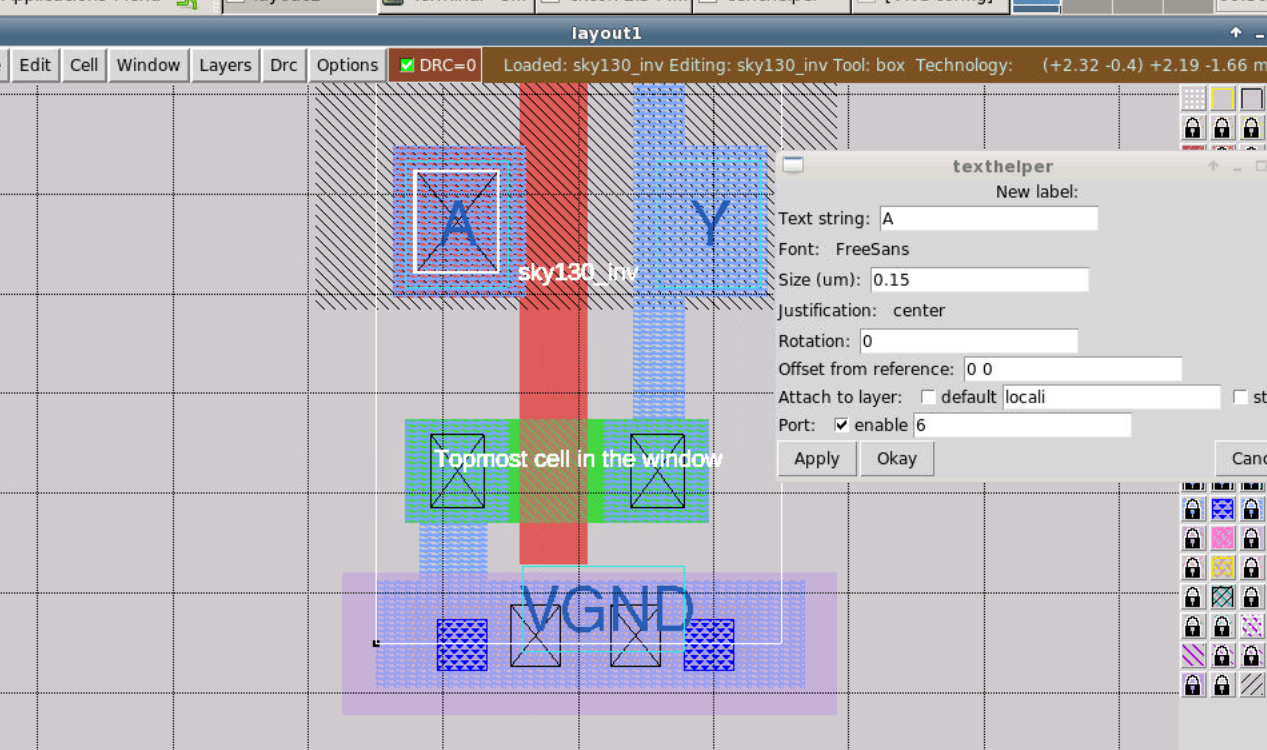 layout1
Edit Cell Window Layers Drc Options DRC=0 Loaded: sky130_inv Editing: sky130_inv Tool: box Technology: (+2.32 -0.4) +2.19 -1.66 m
texthelper
New label:
Text string: A
Font: FreeSans
Size (um): 0.15
Justification: center
Rotation: 0
Offset from reference: 0 0
Attach to layer: default locali st
Port: enable 6
Apply Okay Canc
A
Y
sky130_inv
Topmost cell in the window
VGND